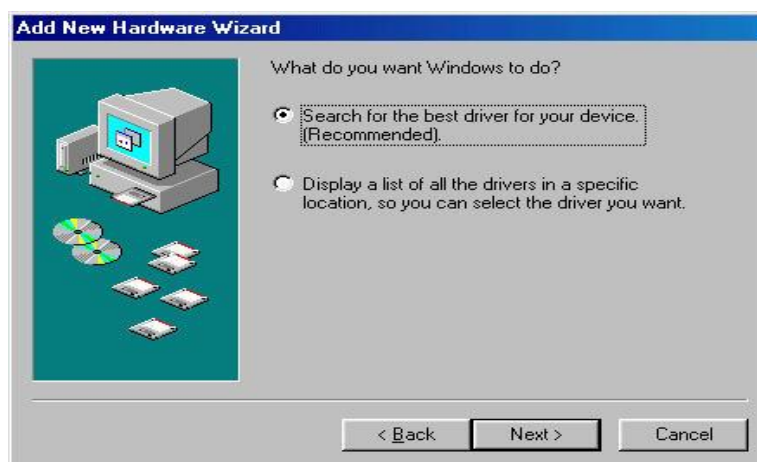 Add New Hardware Wizard
What do you want Windows to do?
Search for the best driver for your device.
(Recommended).
Display a list of all the drivers in a specific
location, so you can select the driver you want.
< Back
Next >
Cancel